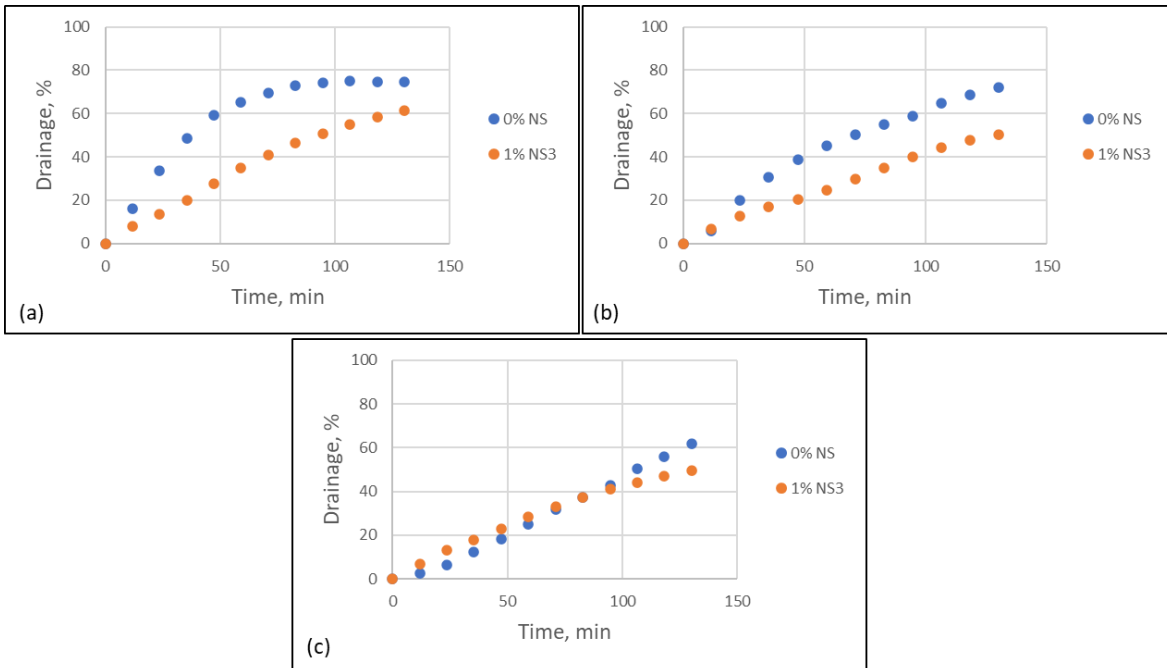 100
80
60
40
20
0
Drainage, %
0 50 100 150
Time, min
0% NS
1% NS3
(a)
100
80
60
40
20
0
Drainage, %
0 50 100 150
Time, min
0% NS
1% NS3
(b)
100
80
60
40
20
0
Drainage, %
0 50 100 150
Time, min
0% NS
1% NS3
(c)